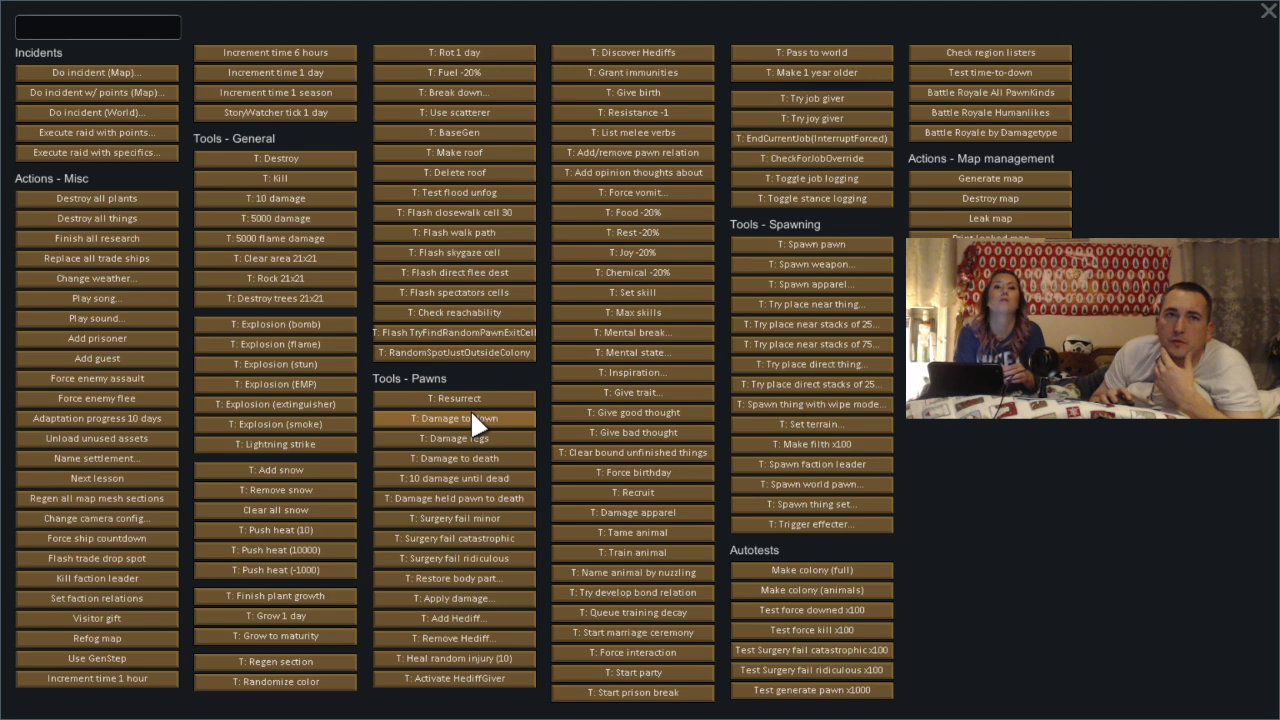 Incidents
Do incident (Map)...
Do incident w/ points (Map)...
Do incident (World)...
Execute raid with points...
Execute raid with specifics...
Actions - Misc
Destroy all plants
Destroy all things
Finish all research
Replace all trade ships
Change weather...
Play song...
Play sound...
Add prisoner
Add guest
Force enemy assault
Force enemy flee
Adaptation progress 10 days
Unload unused assets
Name settlement...
Next lesson
Regen all map mesh sections
Change camera config...
Force ship countdown
Flash trade drop spot
Kill faction leader
Set faction relations
Visitor gift
Refog map
Use GenStep
Increment time 1 hour
Increment time 6 hours
Increment time 1 day
Increment time 1 season
StoryWatcher tick 1 day
Tools - General
T: Destroy
T: Kill
T: 10 damage
T: 5000 damage
T: 5000 flame damage
T: Clear area 21x21
T: Rock 21x21
T: Destroy trees 21x21
T: Explosion (bomb)
T: Explosion (flame)
T: Explosion (stun)
T: Explosion (EMP)
T: Explosion (extinguisher)
T: Explosion (smoke)
T: Lightning strike
T: Add snow
T: Remove snow
Clear all snow
T: Push heat (10)
T: Push heat (10000)
T: Push heat (-1000)
T: Finish plant growth
T: Grow 1 day
T: Grow to maturity
T: Regen section
T: Randomize color
T: Rot 1 day
T: Fuel -20%
T: Break down...
T: Use scatterer
T: BaseGen
T: Make roof
T: Delete roof
T: Test flood unfog
T: Flash closewalk cell 30
T: Flash walk path
T: Flash skygaze cell
T: Flash direct flee dest
T: Flash spectators cells
T: Check reachability
T: Flash TryFindRandomPawnExitCell
T: RandomSpotJustOutsideColony
Tools - Pawns
T: Resurrect
T: Damage to down
T: Damage legs
T: Damage to death
T: 10 damage until dead
T: Damage held pawn to death
T: Surgery fail minor
T: Surgery fail catastrophic
T: Surgery fail ridiculous
T: Restore body part...
T: Apply damage...
T: Add Hediff...
T: Remove Hediff...
T: Heal random injury (10)
T: Activate HediffGiver
T: Discover Hediffs
T: Grant immunities
T: Give birth
T: Resistance -1
T: List melee verbs
T: Add/remove pawn relation
T: Add opinion thoughts about
T: Force vomit...
T: Food -20%
T: Rest -20%
T: Joy -20%
T: Chemical -20%
T: Set skill
T: Max skills
T: Mental break...
T: Mental state...
T: Inspiration...
T: Give trait...
T: Give good thought
T: Give bad thought
T: Clear bound unfinished things
T: Force birthday
T: Recruit
T: Damage apparel
T: Tame animal
T: Train animal
T: Name animal by nuzzling
T: Try develop bond relation
T: Queue training decay
T: Start marriage ceremony
T: Force interaction
T: Start party
T: Start prison break
T: Pass to world
T: Make 1 year older
T: Try job giver
T: Try joy giver
T: EndCurrentJob(InterruptForced)
T: CheckForJobOverride
T: Toggle job logging
T: Toggle stance logging
Tools - Spawning
T: Spawn pawn
T: Spawn weapon...
T: Spawn apparel...
T: Try place near thing...
T: Try place near stacks of 25...
T: Try place near stacks of 75...
T: Try place direct thing...
T: Try place direct stacks of 25...
T: Spawn thing with wipe mode...
T: Set terrain...
T: Make filth x100
T: Spawn faction leader
T: Spawn world pawn...
T: Spawn thing set...
T: Trigger effecter...
Autotests
Make colony (full)
Make colony (animals)
Test force downed x100
Test force kill x100
Test Surgery fail catastrophic x100
Test Surgery fail ridiculous x100
Test generate pawn x1000
Check region listers
Test time-to-down
Battle Royale All PawnKinds
Battle Royale Humanlikes
Battle Royale by Damagetype
Actions - Map management
Generate map
Destroy map
Leak map
Print leaked map